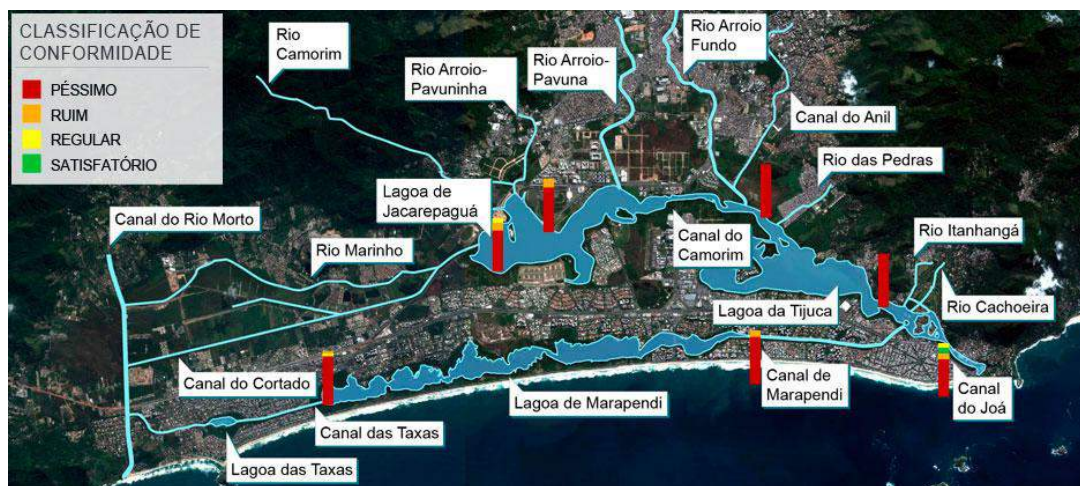 CLASSIFICAÇÃO DE
CONFORMIDADE
PÉSSIMO
RUIM
REGULAR
SATISFATÓRIO
Rio
Camorim
Rio Arroio-
Pavuninha
Rio Arroio-
Pavuna
Rio Arroio
Fundo
Canal do Anil
Rio das Pedras
Lagoa de
Jacarepaguá
Canal do Rio Morto
Rio Marinho
Canal do
Camorim
Rio Itanhangá
Lagoa da Tijuca
Rio Cachoeira
Canal do Cortado
Canal das Taxas
Lagoa das Taxas
Lagoa de Marapendi
Canal de
Marapendi
Canal
do Joá